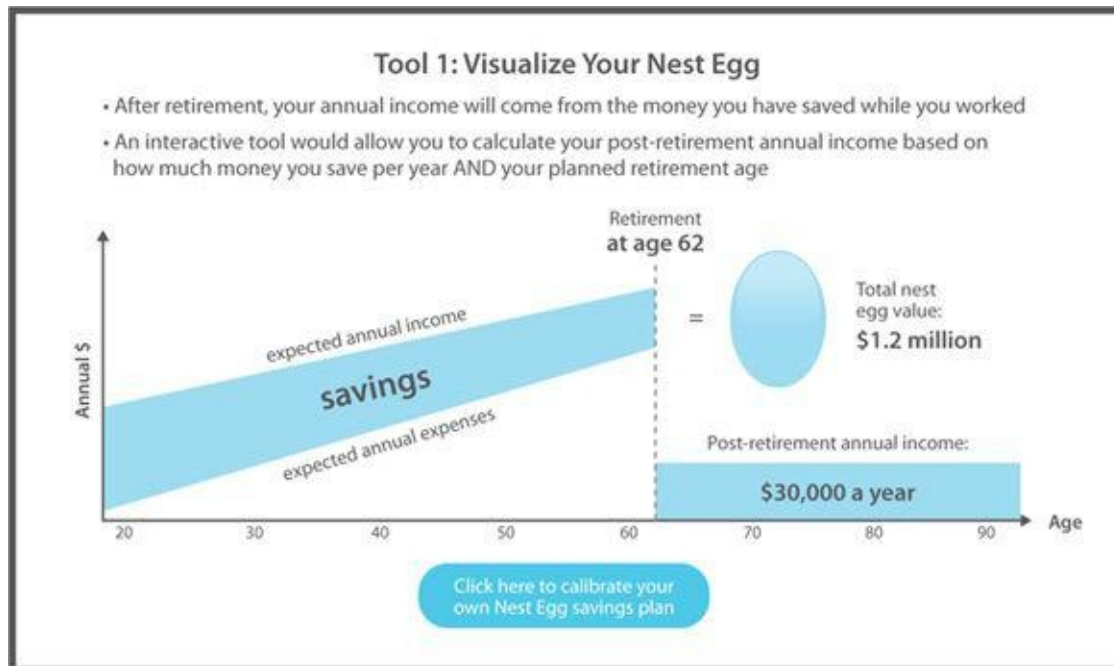 Tool 1: Visualize Your Nest Egg
• After retirement, your annual income will come from the money you have saved while you worked
• An interactive tool would allow you to calculate your post-retirement annual income based on
how much money you save per year AND your planned retirement age
Retirement
at age 62
Annual $
expected annual income
savings
expected annual expenses
=
Total nest
egg value:
$1.2 million
Post-retirement annual income:
$30,000 a year
20 30 40 50 60 70 80 90
Age
Click here to calibrate your
own Nest Egg savings plan